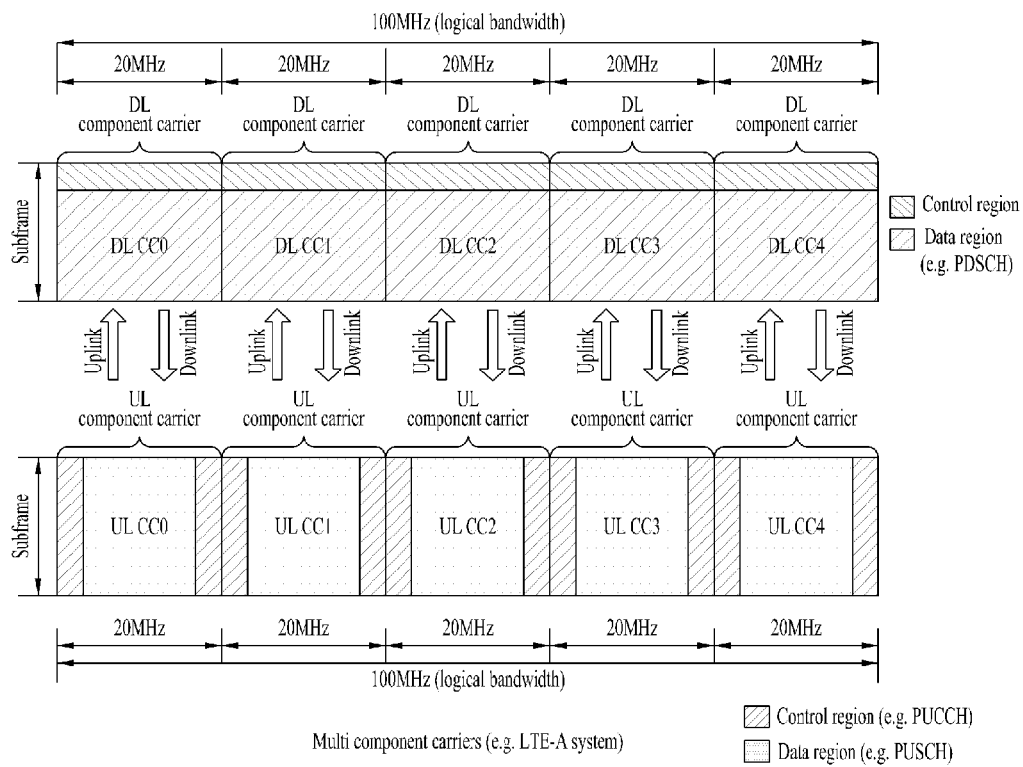 100MHz (logical bandwidth)
20MHz 20MHz 20MHz 20MHz 20MHz
DL DL DL DL DL
component carrier component carrier component carrier component carrier component carrier
Subframe
DL CC0 DL CC1 DL CC2 DL CC3 DL CC4
Control region
Data region
(e.g. PDSCH)
Uplink Downlink Uplink Downlink Uplink Downlink Uplink Downlink Uplink Downlink
UL UL UL UL UL
component carrier component carrier component carrier component carrier component carrier
Subframe
UL CC0 UL CC1 UL CC2 UL CC3 UL CC4
20MHz 20MHz 20MHz 20MHz 20MHz
100MHz (logical bandwidth)
Control region (e.g. PUCCH)
Multi component carriers (e.g. LTE-A system)
Data region (e.g. PUSCH)